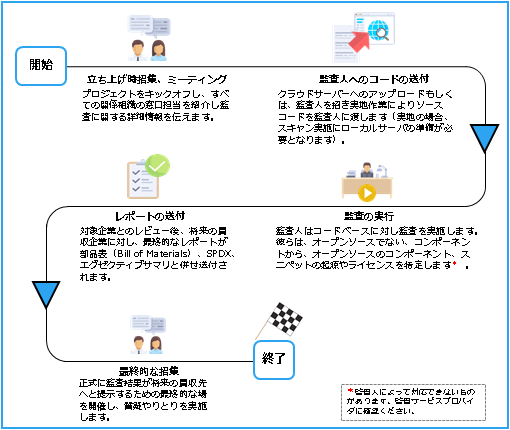 開始
立ち上げ時招集、ミーティング
プロジェクトをキックオフし、すべ
ての関係組織の窓口担当を紹介し監
査に関する詳細情報を伝えます。
監査人へのコードの送付
クラウドサーバーへのアップロードもしく
は、監査人を招き実地作業によりソース
コードを監査人に渡します（実地の場合、
スキャン実施にローカルサーバの準備が必
要となります）。
監査の実行
監査人はコードベースに対し監査を実施します。
彼らは、オープンソースでない、コンポーネン
トから、オープンソースのコンポーネント、ス
ニペットの起源やライセンスを特定します* 。
レポートの送付
対象企業とのレビュー後、将来の買
収企業に対し、最終的なレポートが
部品表（Bill of Materials）、SPDX、
エグゼクティブサマリと併せ送付さ
れます。
最終的な招集
正式に監査結果が将来の買収先
へと提示するための最終的な場
を開催し、質疑やりとりを実施
します。
終了
*監査人によって対応できないもの
があります。監査サービスプロバイ
ダに確認ください。